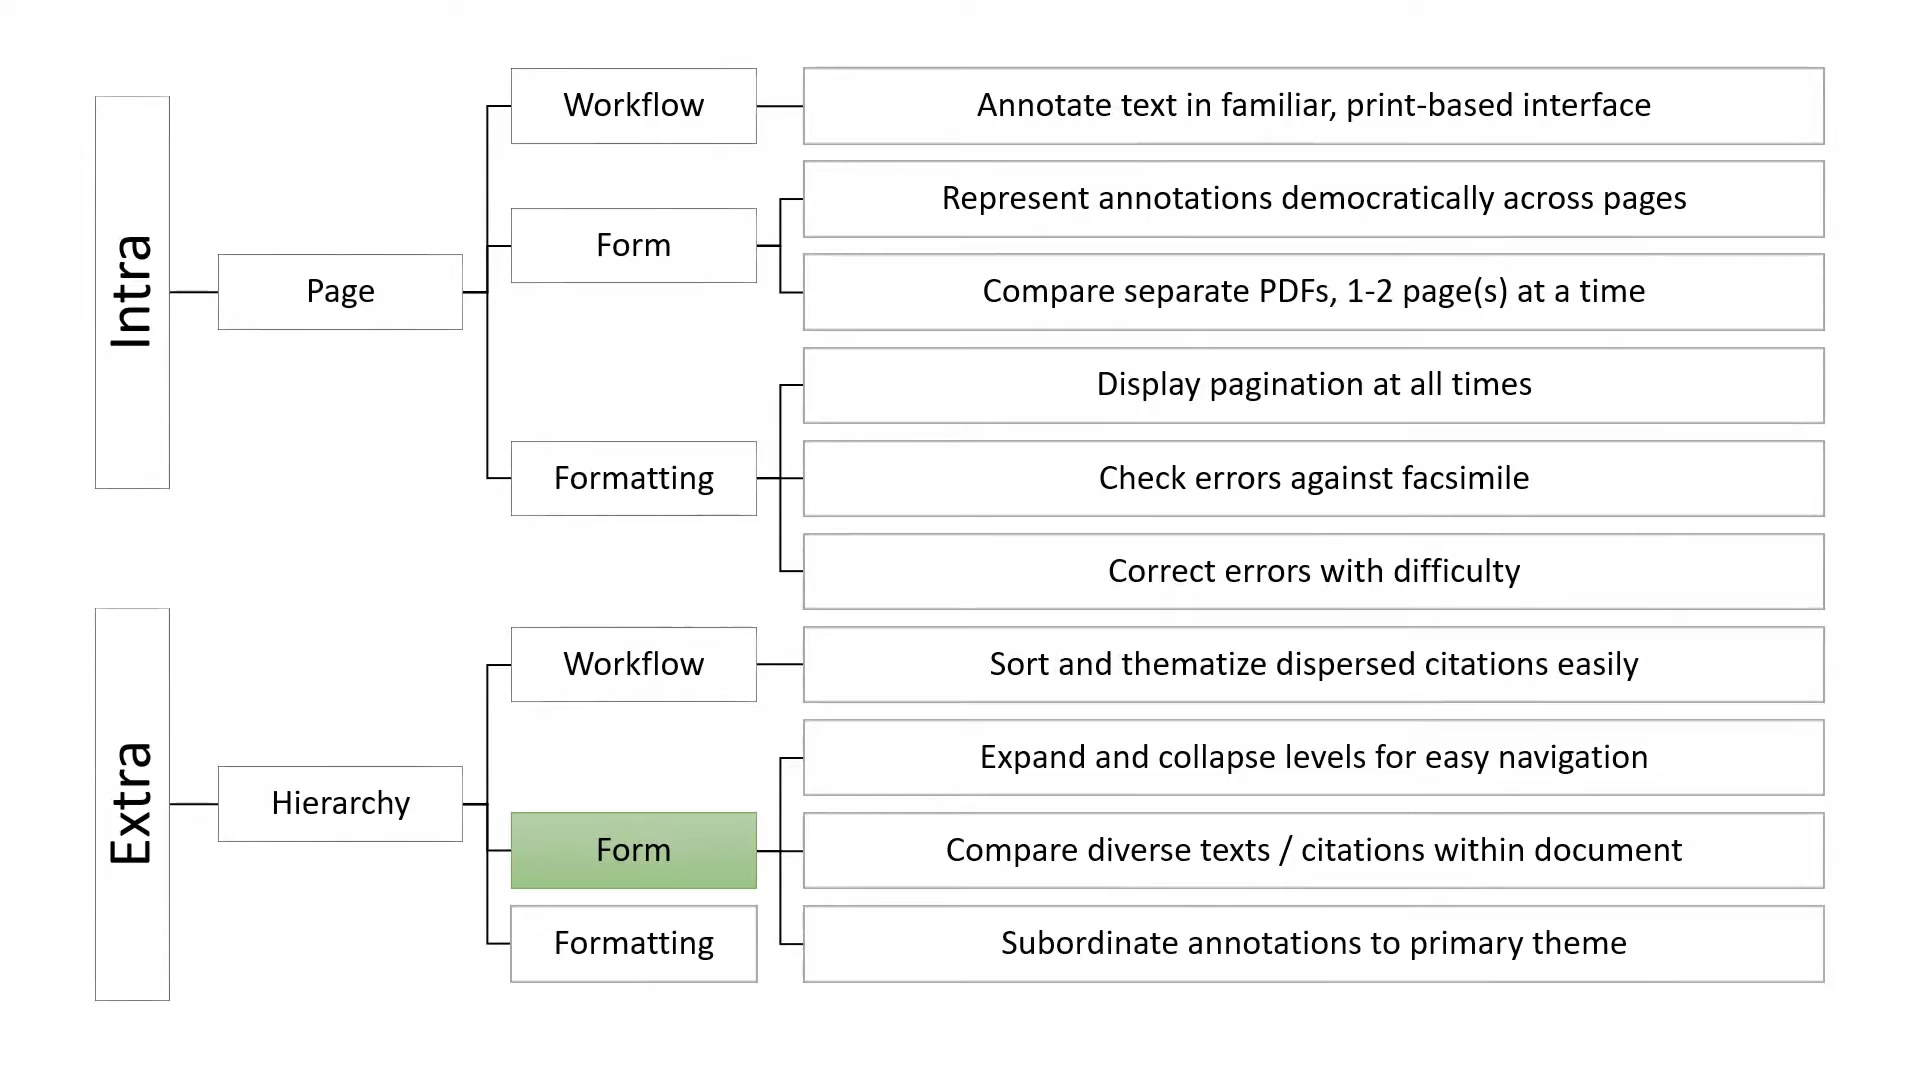 Intra
Page
Workflow
Annotate text in familiar, print-based interface
Form
Represent annotations democratically across pages
Compare separate PDFs, 1-2 page(s) at a time
Formatting
Display pagination at all times
Check errors against facsimile
Correct errors with difficulty
Extra
Hierarchy
Workflow
Sort and thematize dispersed citations easily
Form
Expand and collapse levels for easy navigation
Compare diverse texts / citations within document
Subordinate annotations to primary theme
Formatting